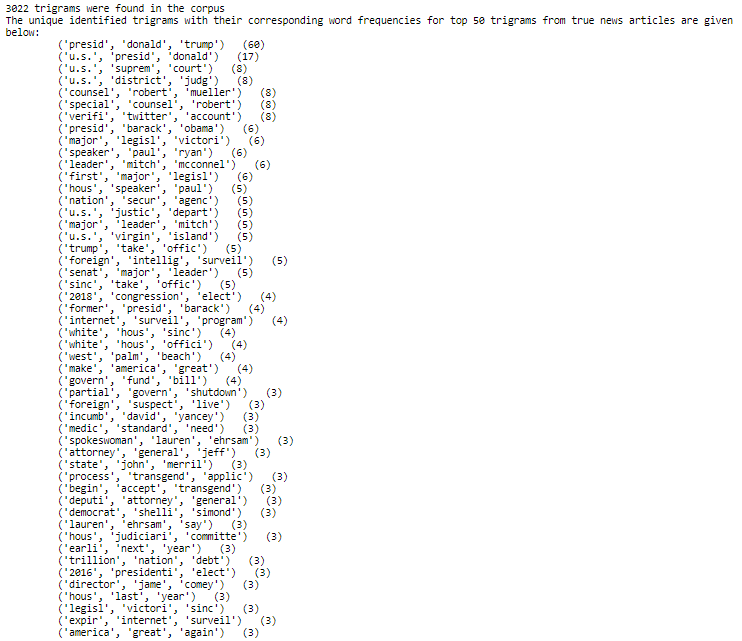 3022 trigrams were found in the corpus
The unique identified trigrams with their corresponding word frequencies for top 50 trigrams from true news articles are given
below:
('presid', 'donald', 'trump') (60)
('u.s.', 'presid', 'donald') (17)
('u.s.', 'suprem', 'court') (8)
('u.s.', 'district', 'judg') (8)
('counsel', 'robert', 'mueller') (8)
('special', 'counsel', 'robert') (8)
('verifi', 'twitter', 'account') (8)
('presid', 'barack', 'obama') (6)
('major', 'legisl', 'victori') (6)
('speaker', 'paul', 'ryan') (6)
('leader', 'mitch', 'mcconnel') (6)
('first', 'major', 'legisl') (6)
('hous', 'speaker', 'paul') (5)
('nation', 'secur', 'agenc') (5)
('u.s.', 'justic', 'depart') (5)
('major', 'leader', 'mitch') (5)
('u.s.', 'virgin', 'island') (5)
('trump', 'take', 'offic') (5)
('foreign', 'intellig', 'surveil') (5)
('senat', 'major', 'leader') (5)
('sinc', 'take', 'offic') (5)
('2018', 'congression', 'elect') (4)
('former', 'presid', 'barack') (4)
('internet', 'surveil', 'program') (4)
('white', 'hous', 'sinc') (4)
('white', 'hous', 'offici') (4)
('west', 'palm', 'beach') (4)
('make', 'america', 'great') (4)
('govern', 'fund', 'bill') (4)
('partial', 'govern', 'shutdown') (3)
('foreign', 'suspect', 'live') (3)
('incumb', 'david', 'yancey') (3)
('medic', 'standard', 'need') (3)
('spokeswoman', 'lauren', 'ehrsam') (3)
('attorney', 'general', 'jeff') (3)
('state', 'john', 'merril') (3)
('process', 'transgend', 'applic') (3)
('begin', 'accept', 'transgend') (3)
('deputi', 'attorney', 'general') (3)
('democrat', 'shelli', 'simond') (3)
('lauren', 'ehrsam', 'say') (3)
('hous', 'judiciari', 'committe') (3)
('earli', 'next', 'year') (3)
('trillion', 'nation', 'debt') (3)
('2016', 'presidenti', 'elect') (3)
('director', 'jame', 'comey') (3)
('hous', 'last', 'year') (3)
('legisl', 'victori', 'sinc') (3)
('expir', 'internet', 'surveil') (3)
('america', 'great', 'again') (3)